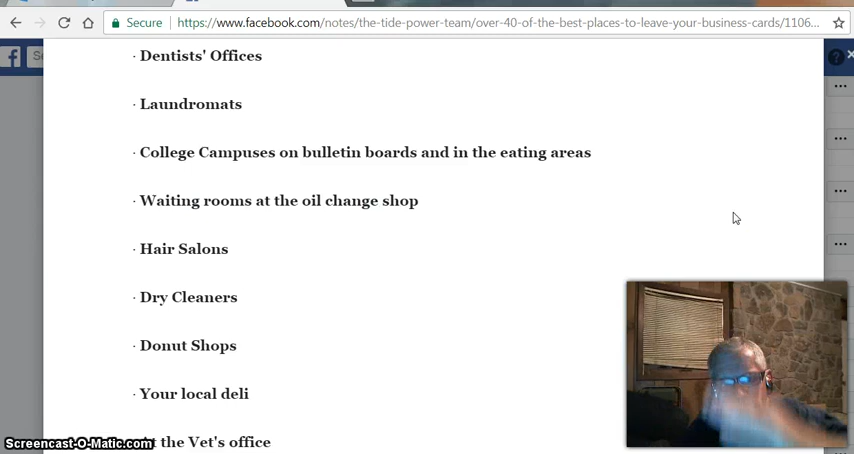 Secure
https://www.facebook.com/notes/the-tide-power-team/over-40-of-the-best-places-to-leave-your-business-cards/1106...
f
?
· Dentists' Offices
· Laundromats
· College Campuses on bulletin boards and in the eating areas
· Waiting rooms at the oil change shop
· Hair Salons
· Dry Cleaners
· Donut Shops
· Your local deli
the Vet's office
Screencast-O-Matic.com